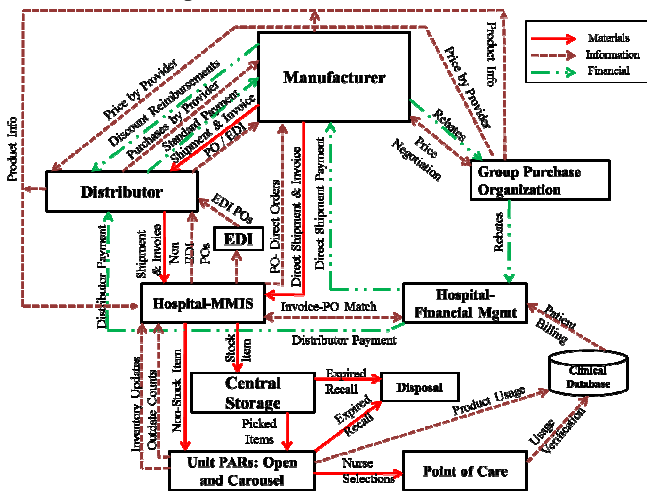 Materials
Information
Financial
Manufacturer
Product Info
Price by Provider
Price by Provider
Discount Reimbursements
Purchases by Provider
Standard Payment
Shipment & Invoice
PO / EDI
Rebates
Price
Negotiation
Group Purchase
Organization
Product Info
Distributor
EDI POs
EDI
Shipment
& Invoice
Non
EDI
POs
PO- Direct Orders
Direct Shipment & Invoice
Direct Shipment Payment
Rebates
Distributor Payment
Hospital-MMIS
Invoice-PO Match
Hospital-
Financial Mgmt
Distributor Payment
Patient
Billing
Clinical
Database
Stock
Item
Non-Stock Item
Inventory Updates
Outdate Counts
Central
Storage
Expired
Recall
Disposal
Expired
Recall
Picked
Items
Product Usage
Usage
Verification
Unit PARs: Open
and Carousel
Nurse
Selections
Point of Care